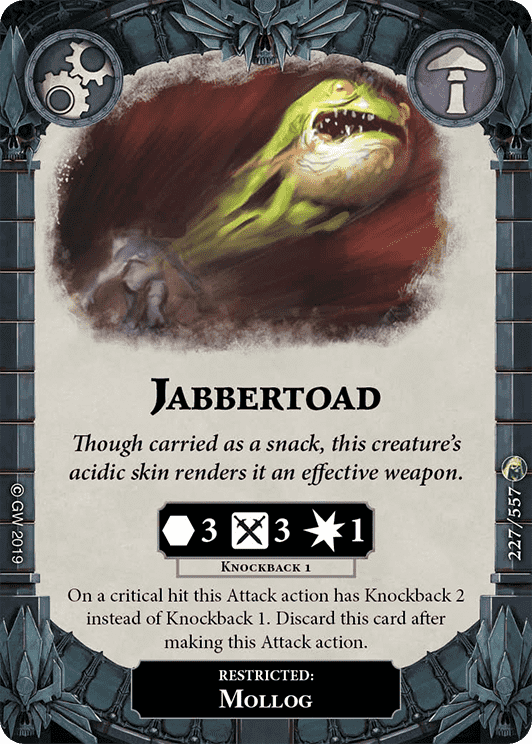 JABBERTOAD
Though carried as a snack, this creature's
acidic skin renders it an effective weapon.
3 3 1
KNOCKBACK 1
On a critical hit this Attack action has Knockback 2
instead of Knockback 1. Discard this card after
making this Attack action.
RESTRICTED:
MOLLOG
© GW 2019
227/557